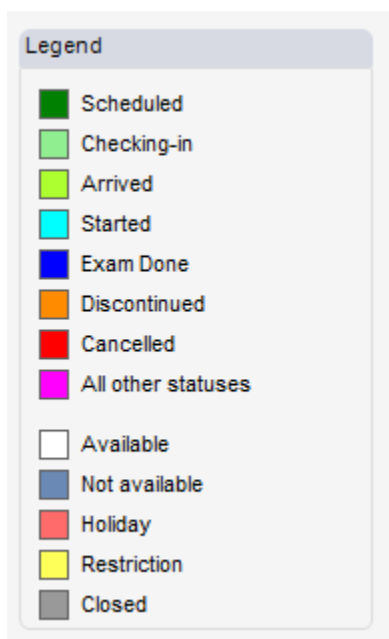 Legend
Scheduled
Checking-in
Arrived
Started
Exam Done
Discontinued
Cancelled
All other statuses
Available
Not available
Holiday
Restriction
Closed